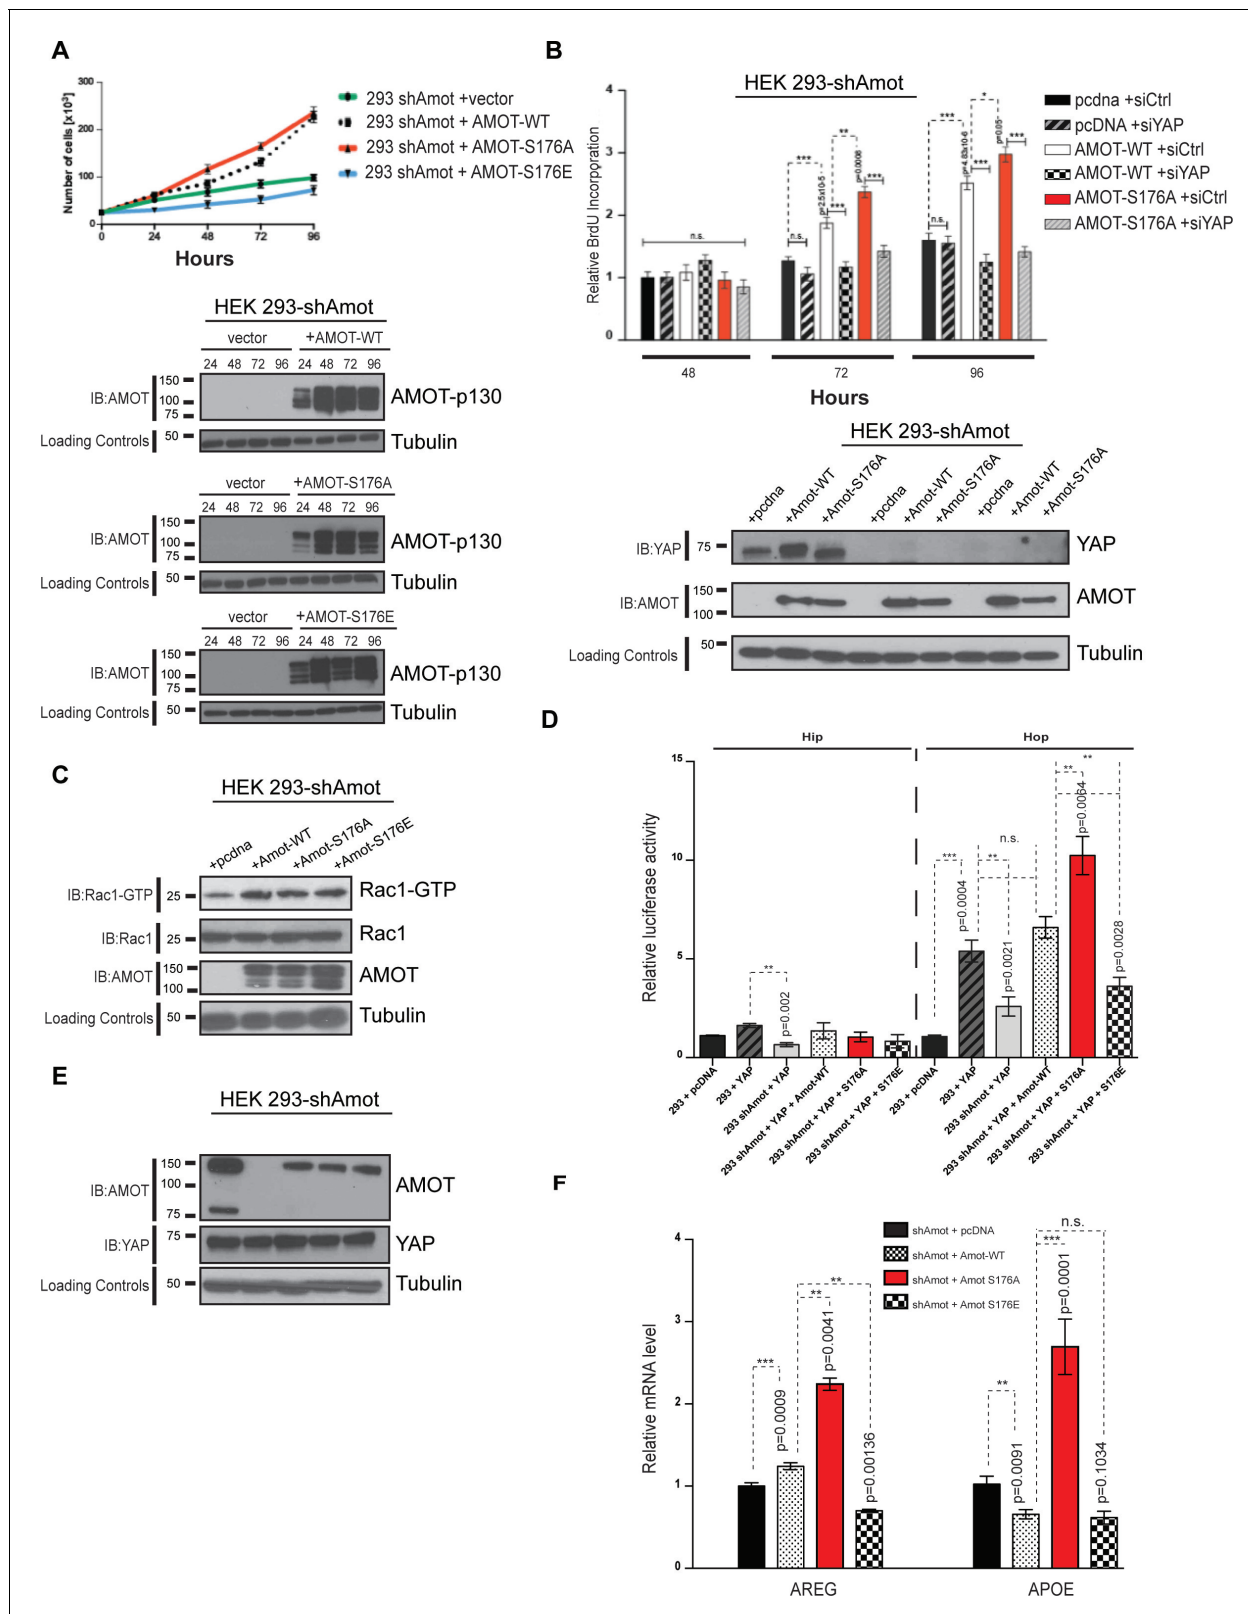 A
300
200
100
0
Number of cells [x10³]
0 24 48 72 96
Hours
293 shAmot +vector
293 shAmot + AMOT-WT
293 shAmot + AMOT-S176A
293 shAmot + AMOT-S176E
HEK 293-shAmot
vector +AMOT-WT
24 48 72 96 24 48 72 96
IB:AMOT
150
100
75
AMOT-p130
Loading Controls
50
Tubulin
vector +AMOT-S176A
24 48 72 96 24 48 72 96
IB:AMOT
150
100
75
AMOT-p130
Loading Controls
50
Tubulin
vector +AMOT-S176E
24 48 72 96 24 48 72 96
IB:AMOT
150
100
75
AMOT-p130
Loading Controls
50
Tubulin
B
HEK 293-shAmot
4
3
2
1
0
Relative BrdU Incorporation
n.s.
n.s.
***
p=2.5x10-5
***
**
p=0.0008
***
n.s.
***
p=4.83x10-6
***
*
p=0.05
***
48 72 96
Hours
pcdna +siCtrl
pcDNA +siYAP
AMOT-WT +siCtrl
AMOT-WT +siYAP
AMOT-S176A +siCtrl
AMOT-S176A +siYAP
HEK 293-shAmot
+pcdna +Amot-WT +Amot-S176A +pcdna +Amot-WT +Amot-S176A +pcdna +Amot-WT +Amot-S176A
IB:YAP
75
YAP
IB:AMOT
150
100
AMOT
Loading Controls
50
Tubulin
C
HEK 293-shAmot
+pcdna +Amot-WT +Amot-S176A +Amot-S176E
IB:Rac1-GTP
25
Rac1-GTP
IB:Rac1
25
Rac1
IB:AMOT
150
100
AMOT
Loading Controls
50
Tubulin
D
Hip Hop
15
10
5
0
Relative luciferase activity
**
p=0.002
***
p=0.0004
**
p=0.0021
n.s.
**
p=0.0064
**
p=0.0028
293 + pcDNA
293 + YAP
293 shAmot + YAP
293 shAmot + YAP + Amot-WT
293 shAmot + YAP + S176A
293 shAmot + YAP + S176E
293 + pcDNA
293 + YAP
293 shAmot + YAP
293 shAmot + YAP + Amot-WT
293 shAmot + YAP + S176A
293 shAmot + YAP + S176E
E
HEK 293-shAmot
IB:AMOT
150
100
75
AMOT
IB:YAP
75
YAP
Loading Controls
50
Tubulin
F
4
3
2
1
0
Relative mRNA level
shAmot + pcDNA
shAmot + Amot-WT
shAmot + Amot S176A
shAmot + Amot S176E
***
p=0.0009
**
p=0.0041
**
p=0.00136
**
p=0.0091
***
p=0.0001
n.s.
p=0.1034
AREG APOE